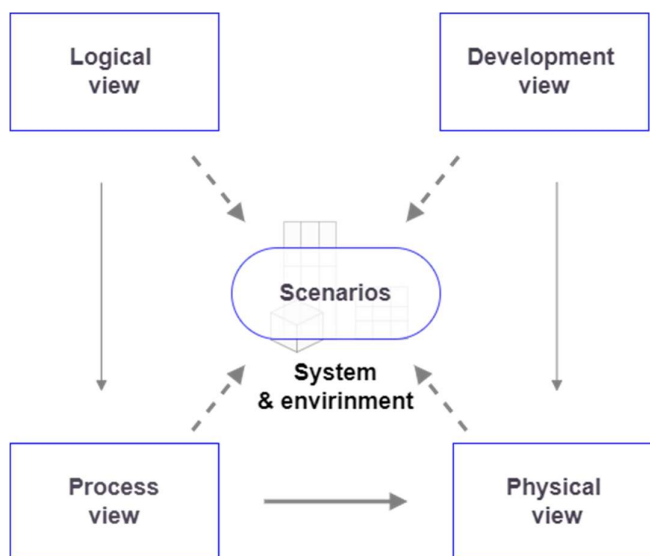 Logical
view
Development
view
Scenarios
System
& envirinment
Process
view
Physical
view